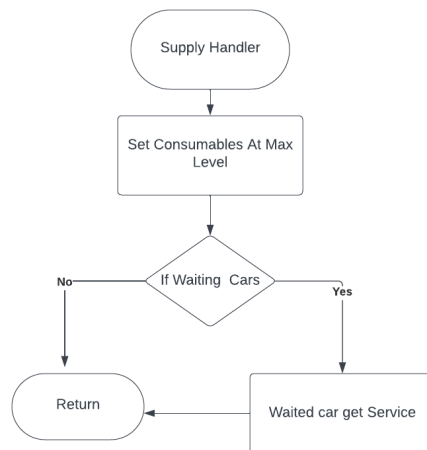 Supply Handler
Set Consumables At Max
Level
If Waiting Cars
No
Yes
Return
Waited car get Service